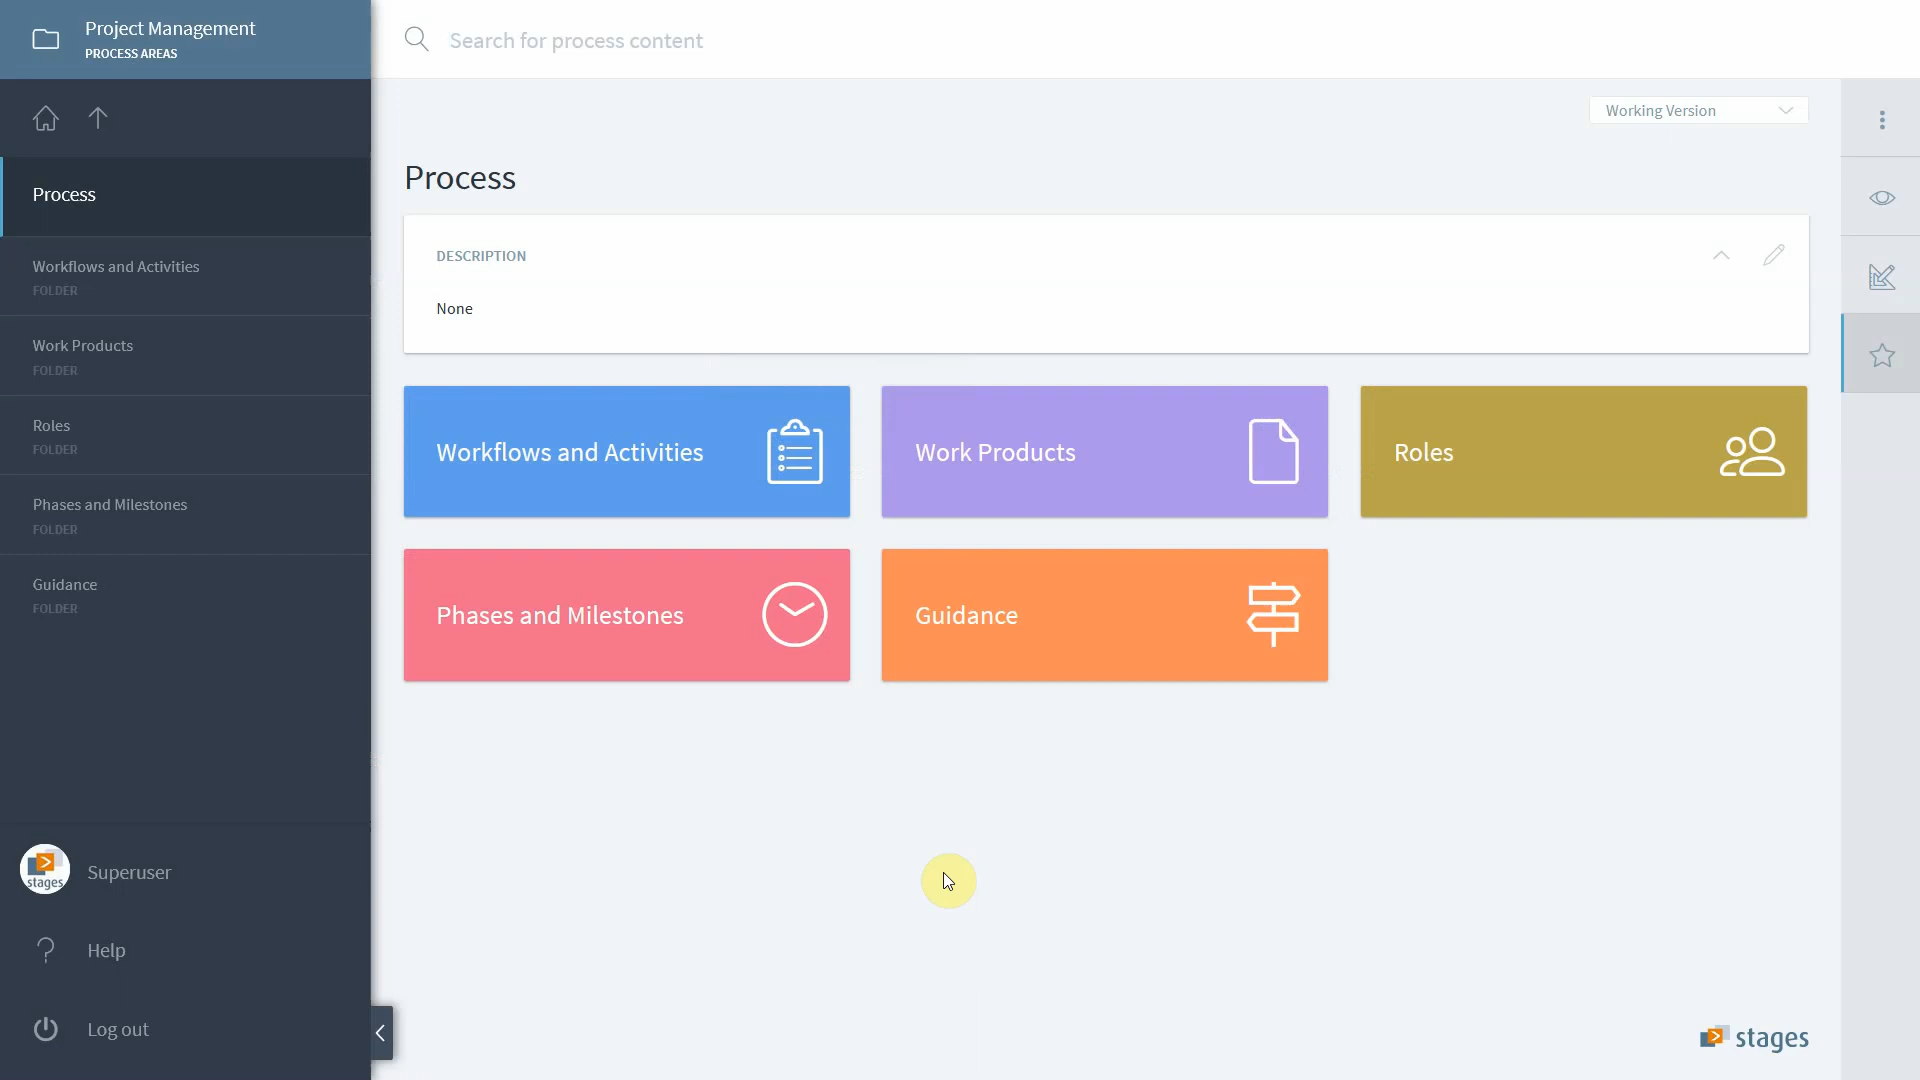 Project Management
PROCESS AREAS
Search for process content
Working Version
Process
Process
DESCRIPTION
None
Workflows and Activities
FOLDER
Work Products
FOLDER
Roles
FOLDER
Phases and Milestones
FOLDER
Guidance
FOLDER
Workflows and Activities
Work Products
Roles
Phases and Milestones
Guidance
stages
Superuser
Help
Log out
stages